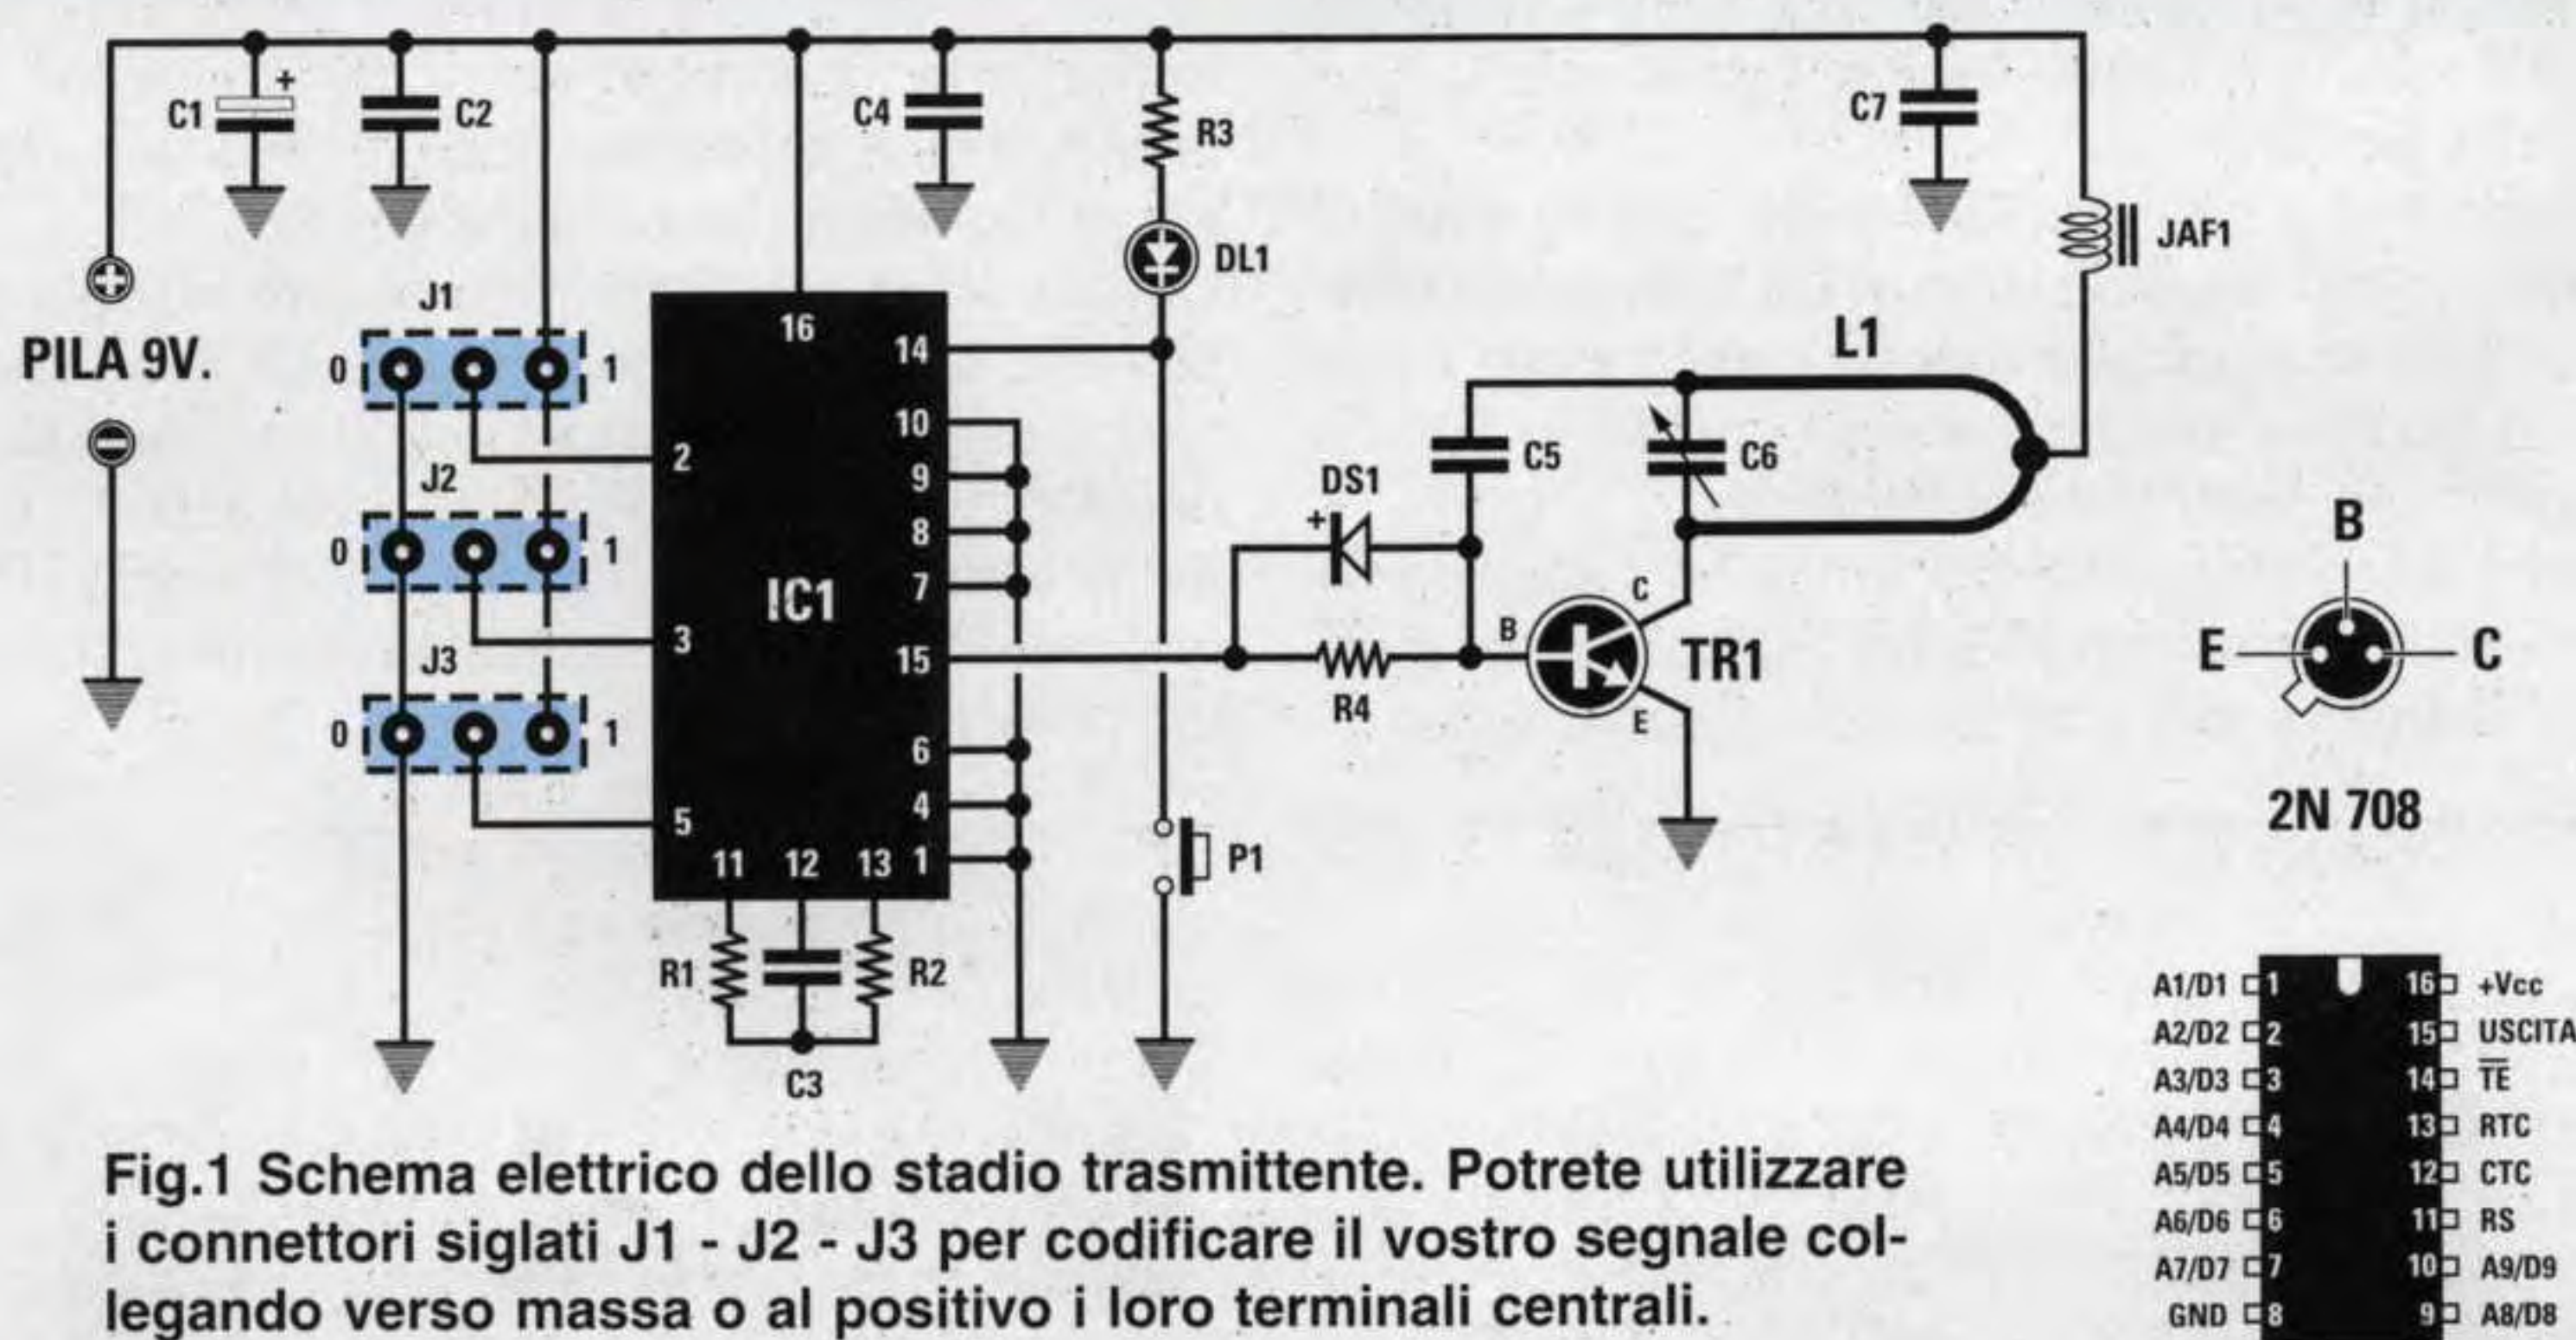 C1
+
C2
C4
R3
C7
DL1
JAF1
PILA 9V.
J1
0
1
J2
0
1
J3
0
1
16
14
10
9
8
7
15
6
4
1
2
3
5
11
12
13
IC1
L1
C5
C6
DS1
+
R4
B
C
E
TR1
P1
R1
R2
C3
B
E
C
2N 708
A1/D1 1 16 +Vcc
A2/D2 2 15 USCITA
A3/D3 3 14 T̅E̅
A4/D4 4 13 RTC
A5/D5 5 12 CTC
A6/D6 6 11 RS
A7/D7 7 10 A9/D9
GND 8 9 A8/D8
Fig.1 Schema elettrico dello stadio trasmittente. Potrete utilizzare
i connettori siglati J1 - J2 - J3 per codificare il vostro segnale col-
legando verso massa o al positivo i loro terminali centrali.